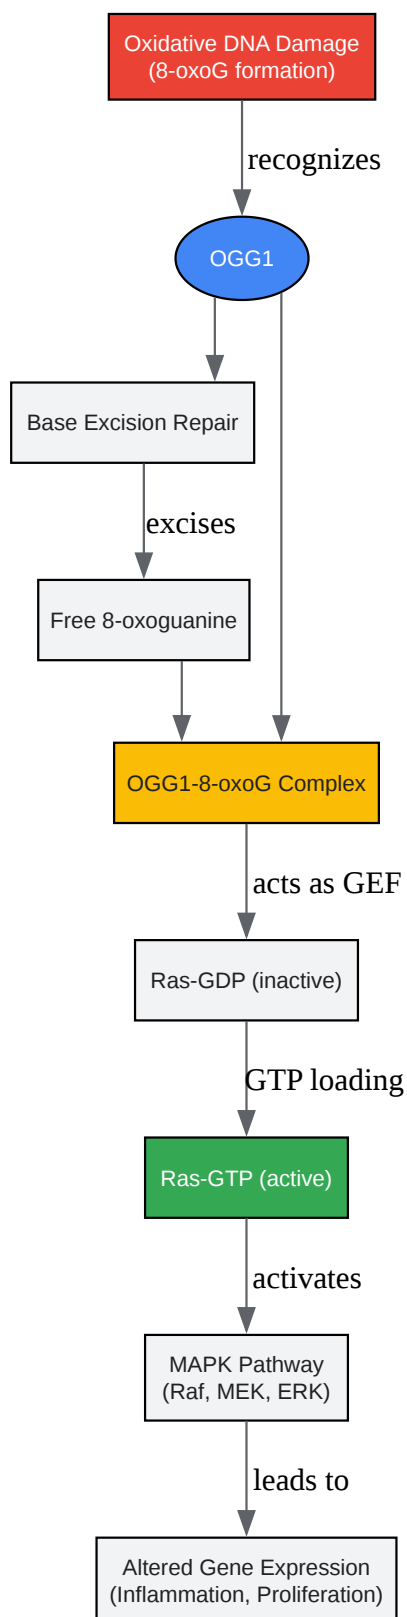 Oxidative DNA Damage
(8-oxoG formation)
recognizes
OGG1
Base Excision Repair
excises
Free 8-oxoguanine
OGG1-8-oxoG Complex
acts as GEF
Ras-GDP (inactive)
GTP loading
Ras-GTP (active)
activates
MAPK Pathway
(Raf, MEK, ERK)
leads to
Altered Gene Expression
(Inflammation, Proliferation)